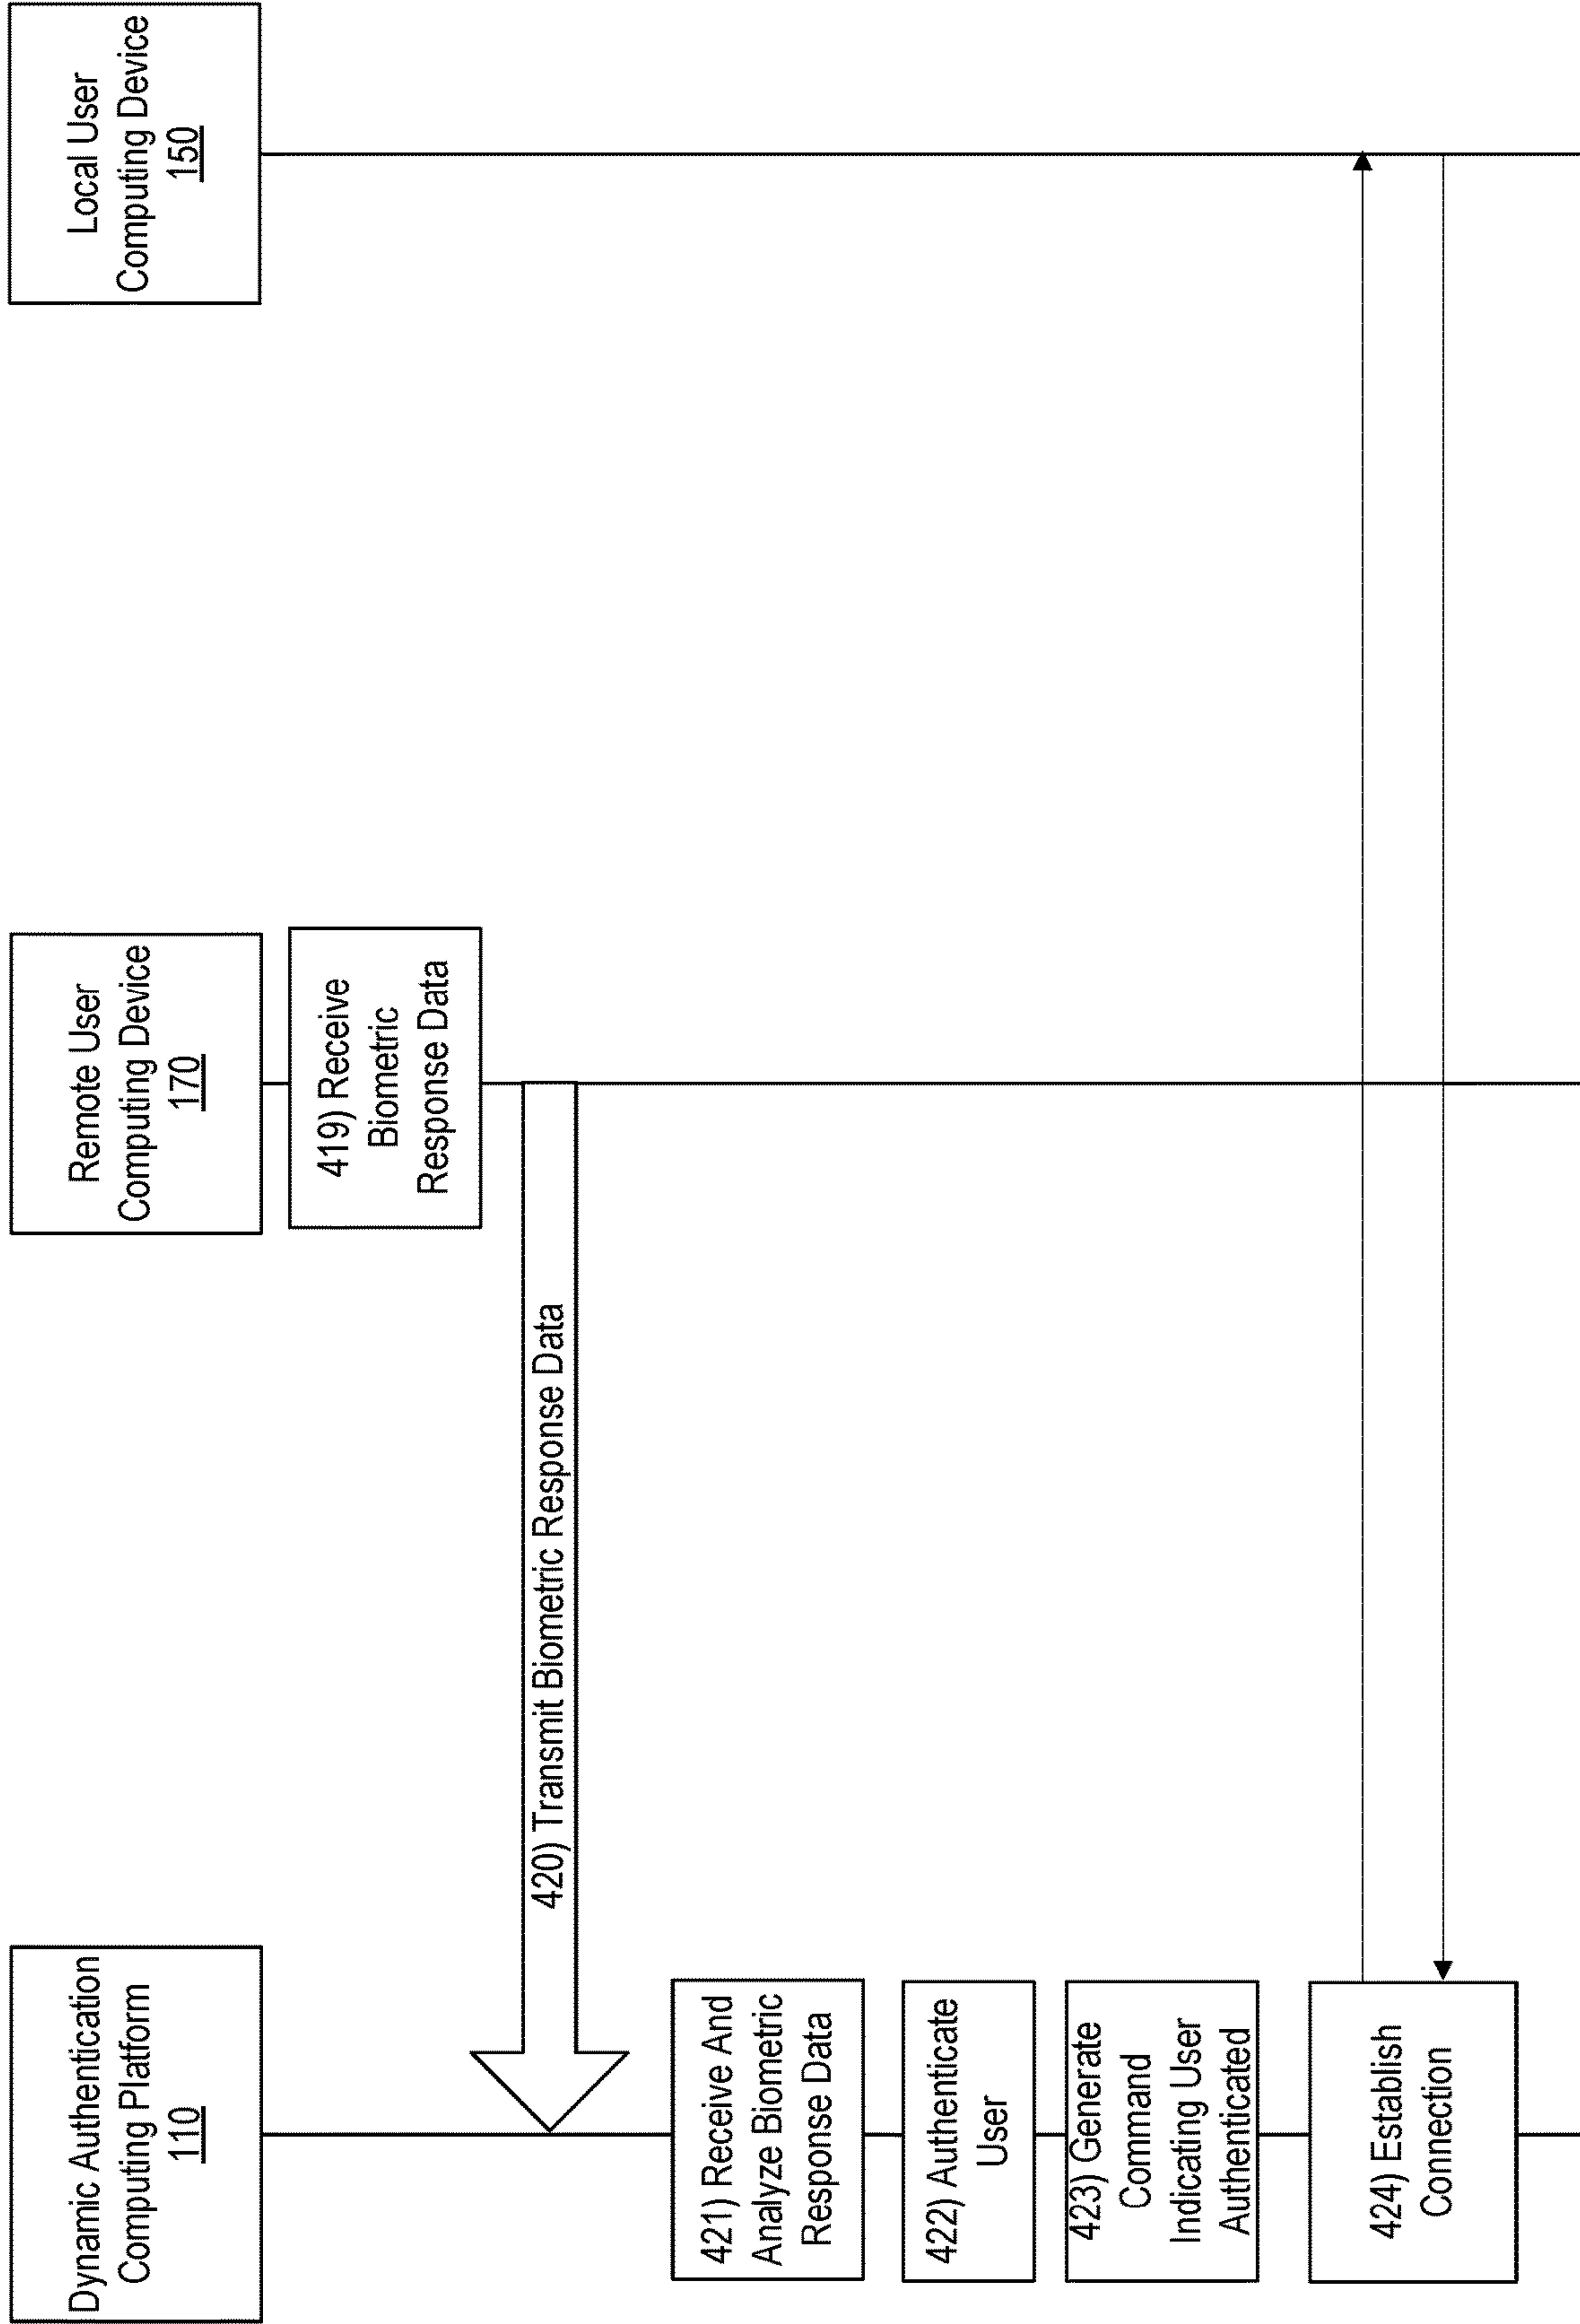 Dynamic Authentication
Computing Platform
110
Remote User
Computing Device
170
Local User
Computing Device
150
419) Receive
Biometric
Response Data
420) Transmit Biometric Response Data
421) Receive And
Analyze Biometric
Response Data
422) Authenticate
User
423) Generate
Command
Indicating User
Authenticated
424) Establish
Connection